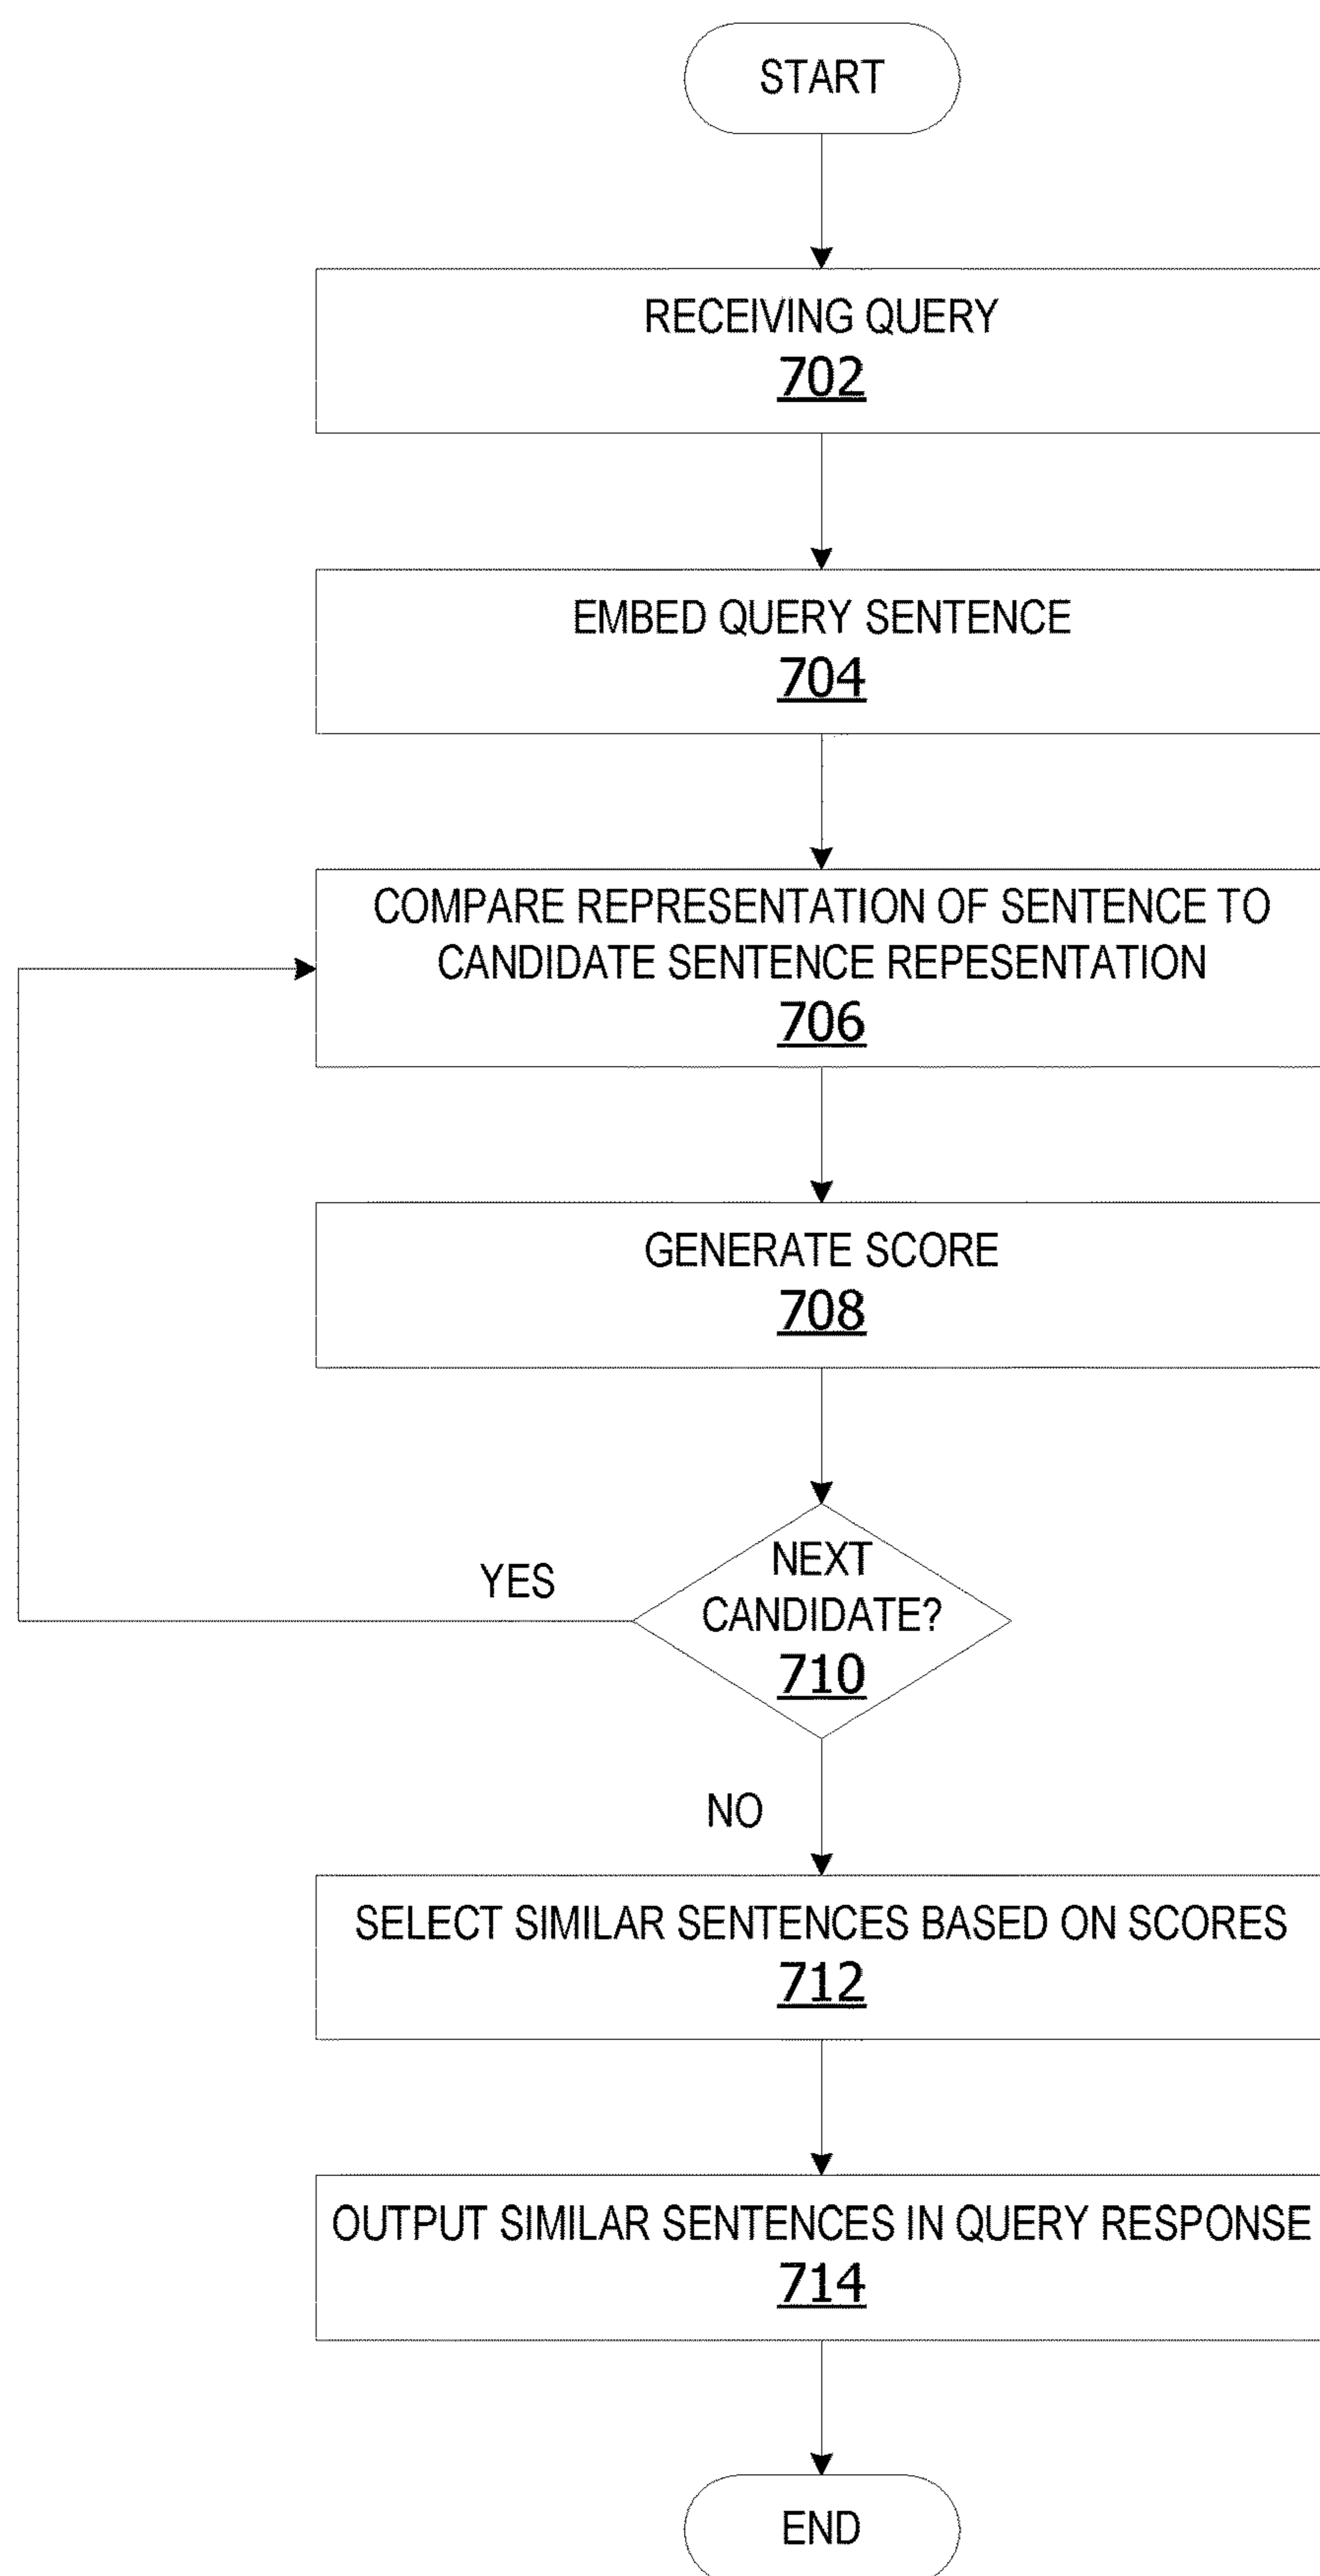 START
RECEIVING QUERY
702
EMBED QUERY SENTENCE
704
COMPARE REPRESENTATION OF SENTENCE TO
CANDIDATE SENTENCE REPESENTATION
706
GENERATE SCORE
708
NEXT
CANDIDATE?
710
YES
NO
SELECT SIMILAR SENTENCES BASED ON SCORES
712
OUTPUT SIMILAR SENTENCES IN QUERY RESPONSE
714
END